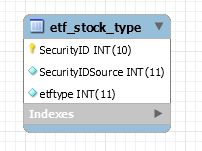 etf_stock_type
SecurityID INT(10)
SecurityIDSource INT(11)
etftype INT(11)
Indexes